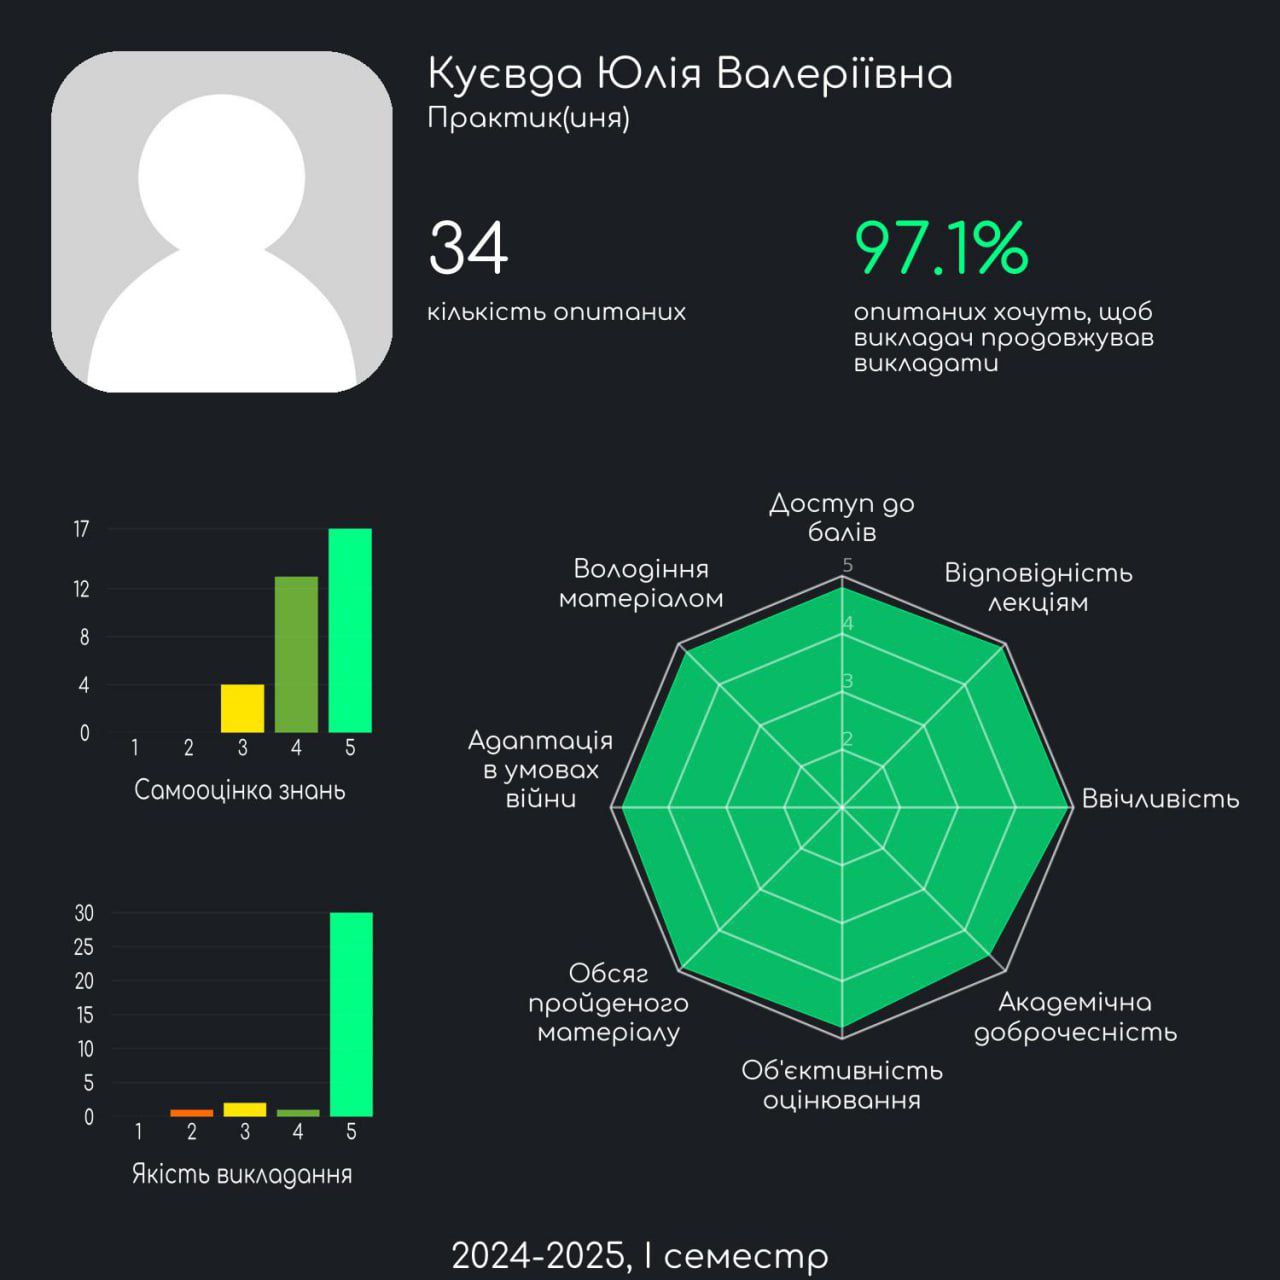 Куєвда Юлія Валеріївна
Практик(иня)
34
кількість опитаних
97.1%
опитаних хочуть, щоб
викладач продовжував
викладати
17
12
8
4
0
1 2 3 4 5
Самооцінка знань
30
25
20
15
10
5
0
1 2 3 4 5
Якість викладання
Доступ до
балів
Відповідність
лекціям
Ввічливість
Академічна
доброчесність
Об'єктивність
оцінювання
Обсяг
пройденого
матеріалу
Адаптація
в умовах
війни
Володіння
матеріалом
5
4
3
2
2024-2025, І семестр